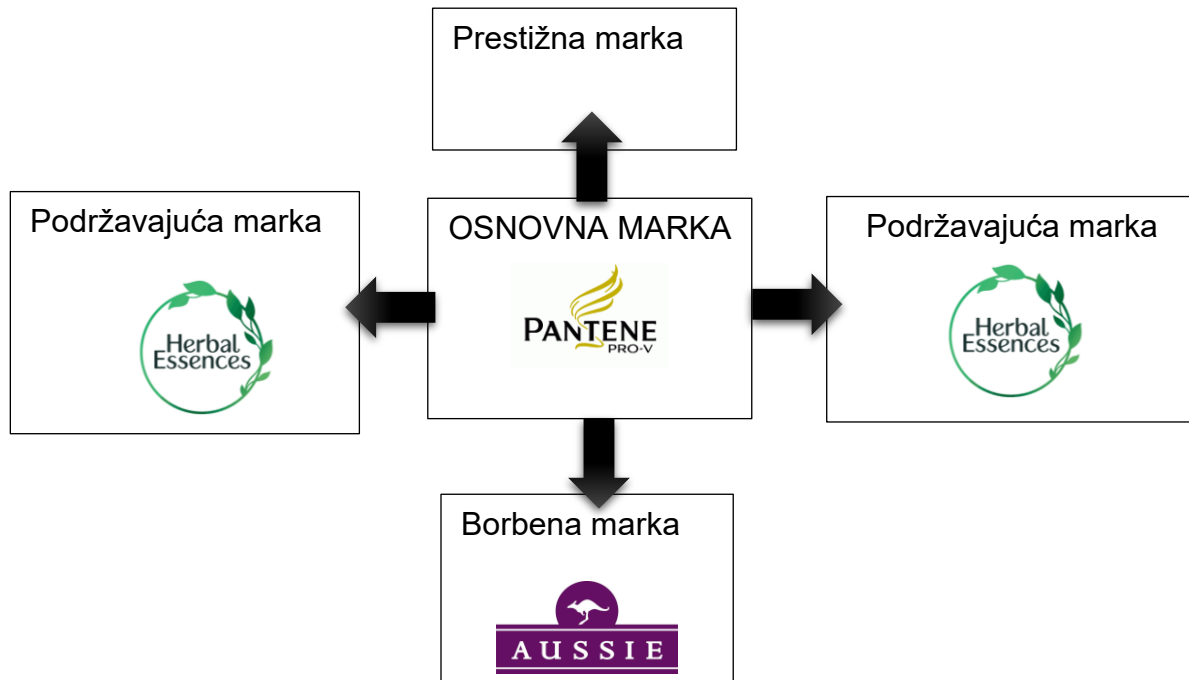 Prestižna marka
Podržavajuća marka
Herbal
Essences
OSNOVNA MARKA
PANTENE
PRO-V
Podržavajuća marka
Herbal
Essences
Borbena marka
AUSSIE